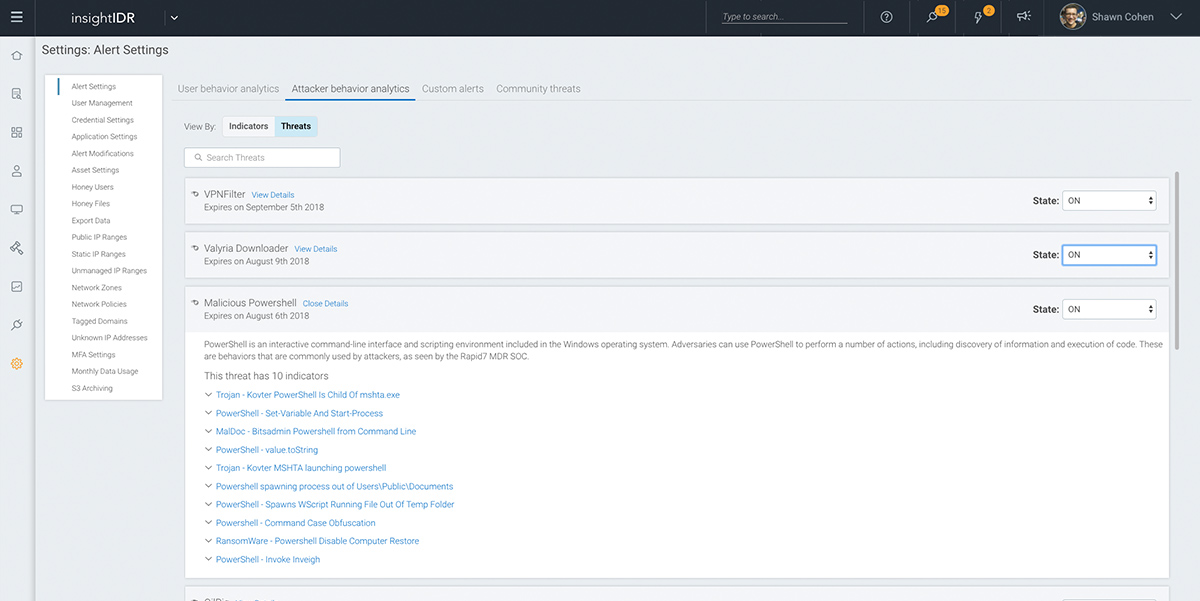 insightIDR
Type to search...
15
2
Shawn Cohen
Settings: Alert Settings
Alert Settings
User Management
Credential Settings
Application Settings
Alert Modifications
Asset Settings
Honey Users
Honey Files
Export Data
Public IP Ranges
Static IP Ranges
Unmanaged IP Ranges
Network Zones
Network Policies
Tagged Domains
Unknown IP Addresses
MFA Settings
Monthly Data Usage
S3 Archiving
User behavior analytics Attacker behavior analytics Custom alerts Community threats
View By: Indicators Threats
Search Threats
VPNFilter View Details
Expires on September 5th 2018
State: ON
Valyria Downloader View Details
Expires on August 9th 2018
State: ON
Malicious Powershell Close Details
Expires on August 6th 2018
State: ON
PowerShell is an interactive command-line interface and scripting environment included in the Windows operating system. Adversaries can use PowerShell to perform a number of actions, including discovery of information and execution of code. These
are behaviors that are commonly used by attackers, as seen by the Rapid7 MDR SOC.
This threat has 10 indicators
Trojan - Kovter PowerShell Is Child Of mshta.exe
PowerShell - Set-Variable And Start-Process
MalDoc - Bitsadmin Powershell from Command Line
PowerShell - value.toString
Trojan - Kovter MSHTA launching powershell
Powershell spawning process out of Users\Public\Documents
PowerShell - Spawns WScript Running File Out Of Temp Folder
Powershell - Command Case Obfuscation
RansomWare - Powershell Disable Computer Restore
PowerShell - Invoke Inveigh